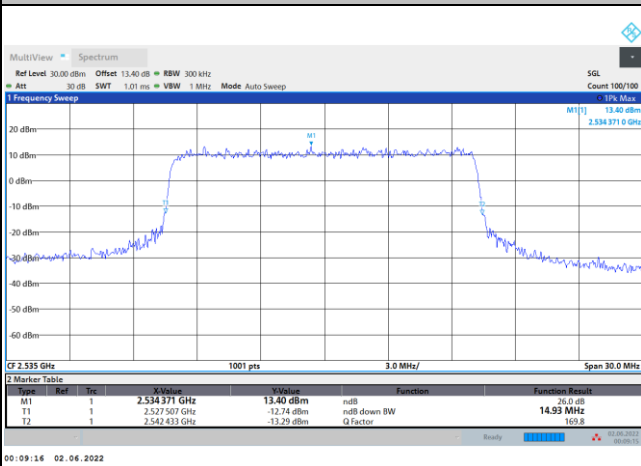 MultiView Spectrum
Ref Level 30.00 dBm Offset 13.40 dB RBW 300 kHz SGL
Att 30 dB SWT 1.01 ms VBW 1 MHz Mode Auto Sweep Count 100/100
1 Frequency Sweep 1Pk Max
M1[1] 13.40 dBm
2.534 371 0 GHz
M1
20 dBm
10 dBm
0 dBm
T1 T2
-10 dBm
-20 dBm
-30 dBm
-40 dBm
-50 dBm
-60 dBm
CF 2.535 GHz 1001 pts 3.0 MHz/ Span 30.0 MHz
2 Marker Table
Type Ref Trc X-Value Y-Value Function Function Result
M1 1 2.534 371 GHz 13.40 dBm ndB 26.0 dB
T1 1 2.527 507 GHz -12.74 dBm ndB down BW 14.93 MHz
T2 1 2.542 433 GHz -13.29 dBm Q Factor 169.8
Ready 02.06.2022
00:09:15
00:09:16 02.06.2022